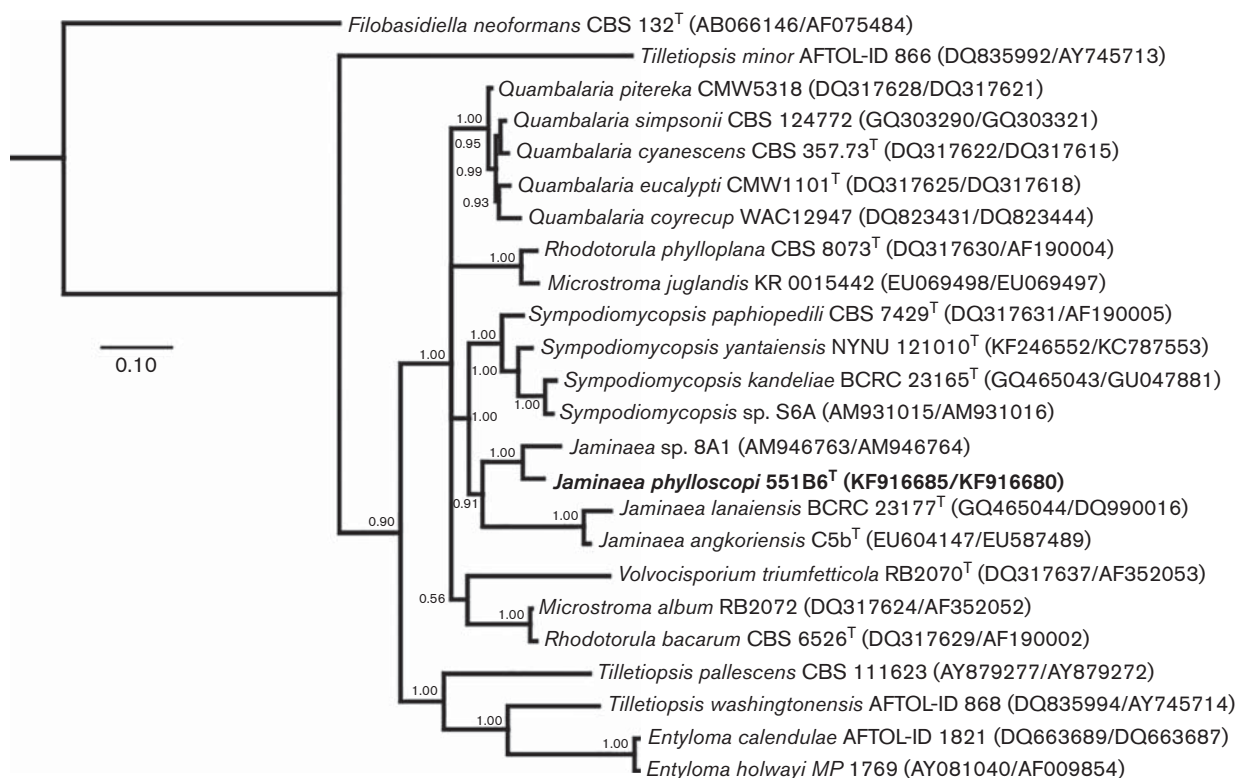 Filobasidiella neoformans CBS 132T (AB066146/AF075484)
Tilletiopsis minor AFTOL-ID 866 (DQ835992/AY745713)
Quambalaria pitereka CMW5318 (DQ317628/DQ317621)
1.00
Quambalaria simpsonii CBS 124772 (GQ303290/GQ303321)
0.95
Quambalaria cyanescens CBS 357.73T (DQ317622/DQ317615)
0.99
Quambalaria eucalypti CMW1101T (DQ317625/DQ317618)
0.93
Quambalaria coyrecup WAC12947 (DQ823431/DQ823444)
Rhodotorula phylloplana CBS 8073T (DQ317630/AF190004)
1.00
Microstroma juglandis KR 0015442 (EU069498/EU069497)
Sympodiomycopsis paphiopedili CBS 7429T (DQ317631/AF190005)
1.00
Sympodiomycopsis yantaiensis NYNU 121010T (KF246552/KC787553)
0.10
1.00
1.00
Sympodiomycopsis kandeliae BCRC 23165T (GQ465043/GU047881)
1.00
Sympodiomycopsis sp. S6A (AM931015/AM931016)
1.00
Jaminaea sp. 8A1 (AM946763/AM946764)
1.00
Jaminaea phylloscopi 551B6T (KF916685/KF916680)
0.91
Jaminaea lanaiensis BCRC 23177T (GQ465044/DQ990016)
1.00
0.90
Jaminaea angkoriensis C5bT (EU604147/EU587489)
Volvocisporium triumfetticola RB2070T (DQ317637/AF352053)
0.56
Microstroma album RB2072 (DQ317624/AF352052)
1.00
Rhodotorula bacarum CBS 6526T (DQ317629/AF190002)
Tilletiopsis pallescens CBS 111623 (AY879277/AY879272)
1.00
Tilletiopsis washingtonensis AFTOL-ID 868 (DQ835994/AY745714)
1.00
Entyloma calendulae AFTOL-ID 1821 (DQ663689/DQ663687)
1.00
Entyloma holwayi MP 1769 (AY081040/AF009854)